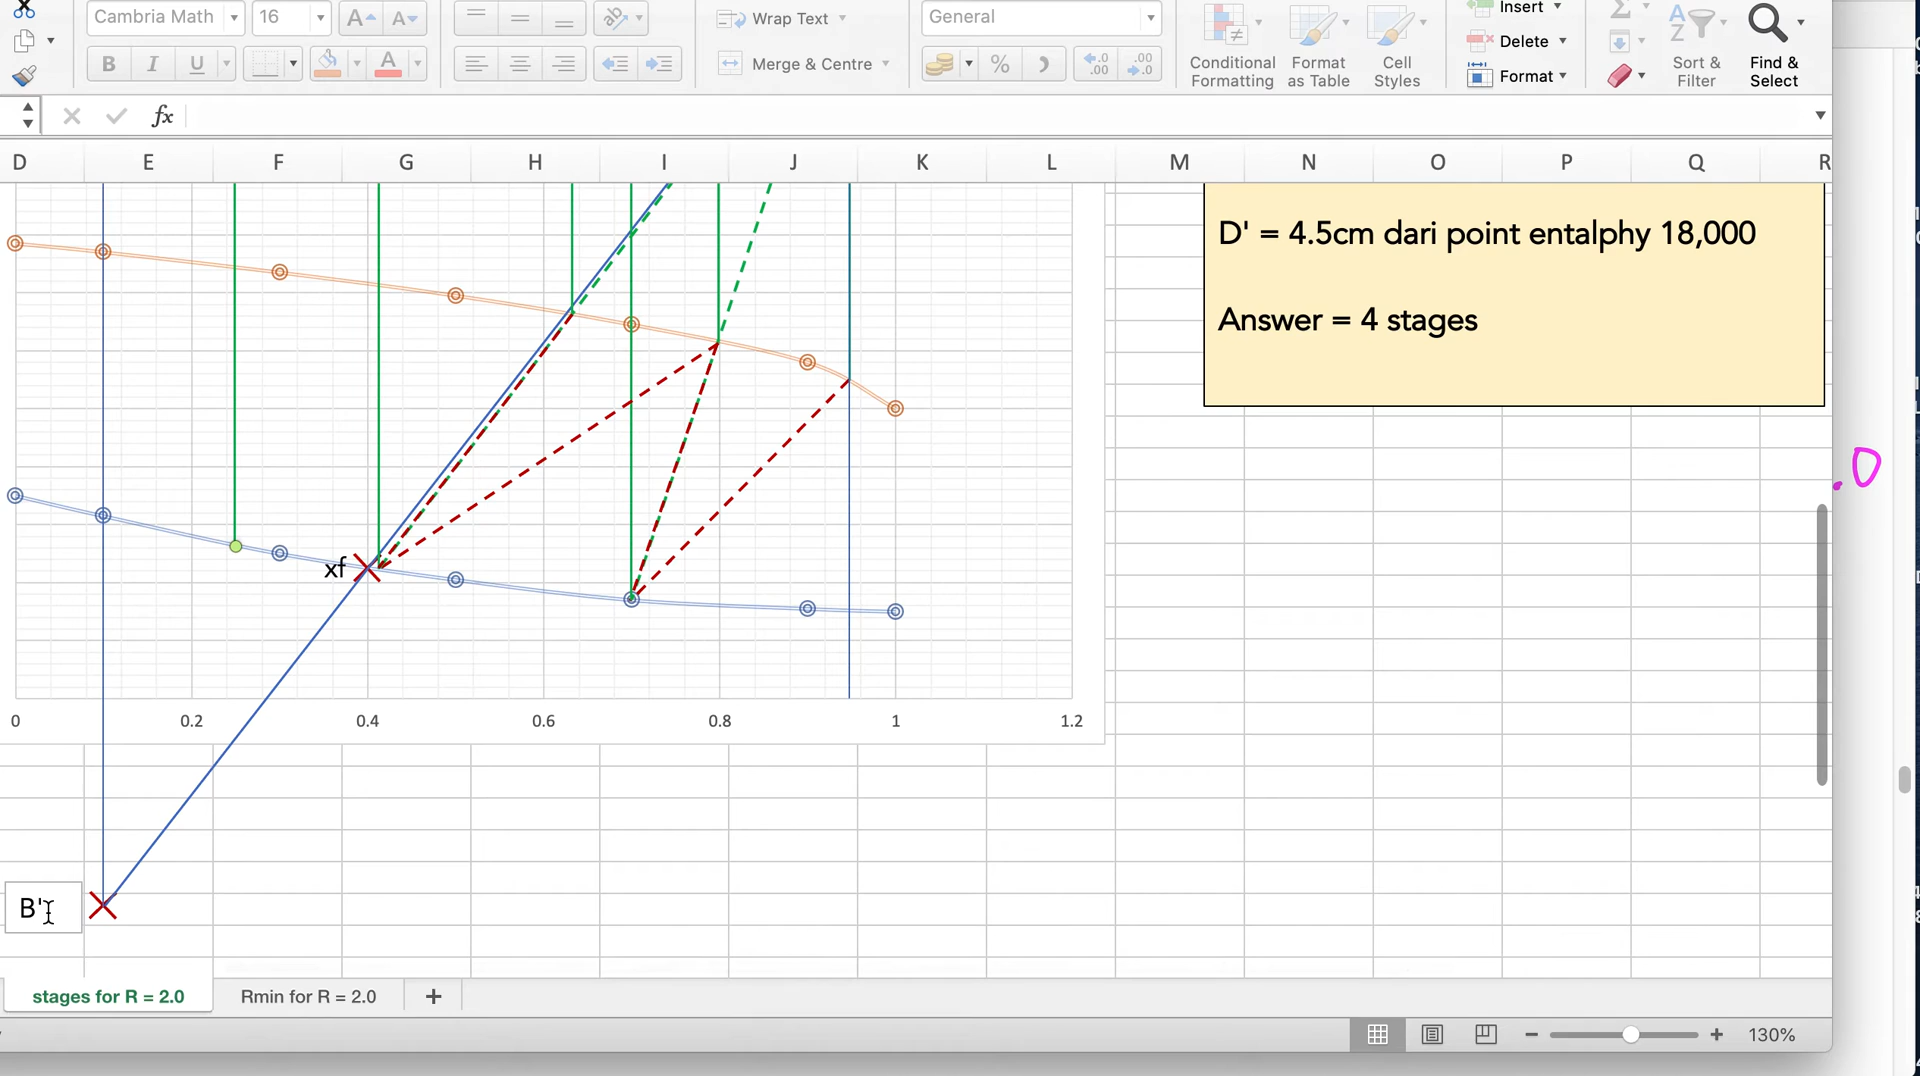 Cambria Math
16
A
A
Wrap Text
General
Insert
Delete
Format
B
I
U
A
Merge & Centre
%
Conditional
Formatting
Format
as Table
Cell
Styles
Sort &
Filter
Find &
Select
fx
D E F G H I J K L M N O P Q R
D' = 4.5cm dari point entalphy 18,000
Answer = 4 stages
.0
xf
0 0.2 0.4 0.6 0.8 1 1.2
B'
stages for R = 2.0
Rmin for R = 2.0
+
130%